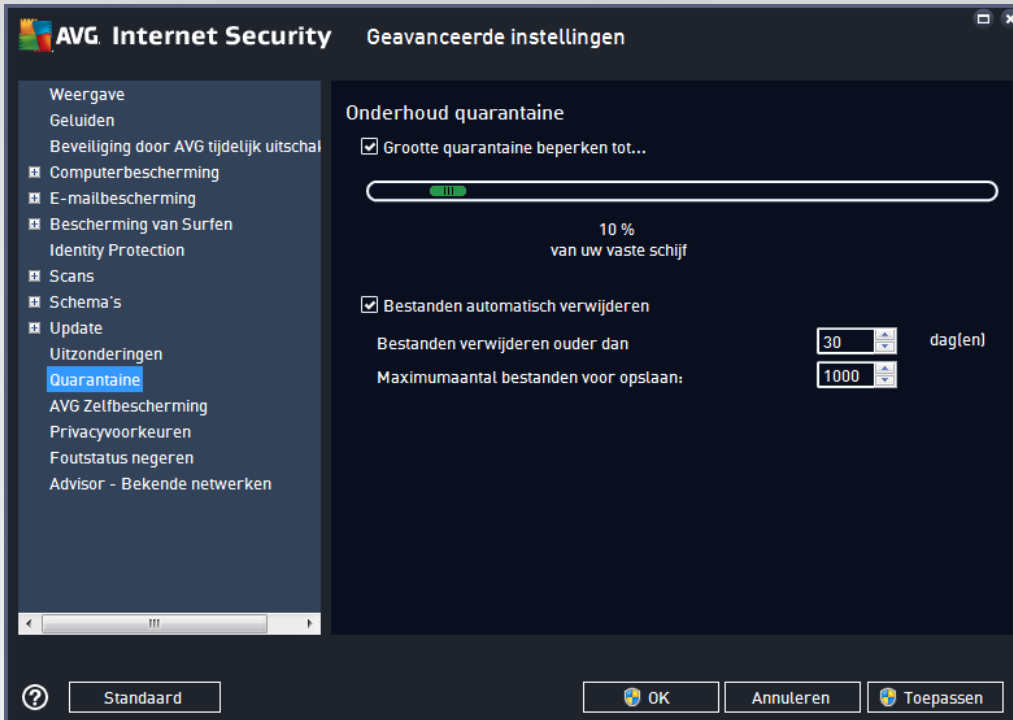 AVG Internet Security Geavanceerde instellingen
Weergave
Geluiden
Beveiliging door AVG tijdelijk uitschak
Computerbescherming
E-mailbescherming
Bescherming van Surfen
Identity Protection
Scans
Schema's
Update
Uitzonderingen
Quarantaine
AVG Zelfbescherming
Privacyvoorkeuren
Foutstatus negeren
Advisor - Bekende netwerken
Onderhoud quarantaine
Grootte quarantaine beperken tot...
10 %
van uw vaste schijf
Bestanden automatisch verwijderen
Bestanden verwijderen ouder dan 30 dag(en)
Maximumaantal bestanden voor opslaan: 1000
? Standaard OK Annuleren Toepassen